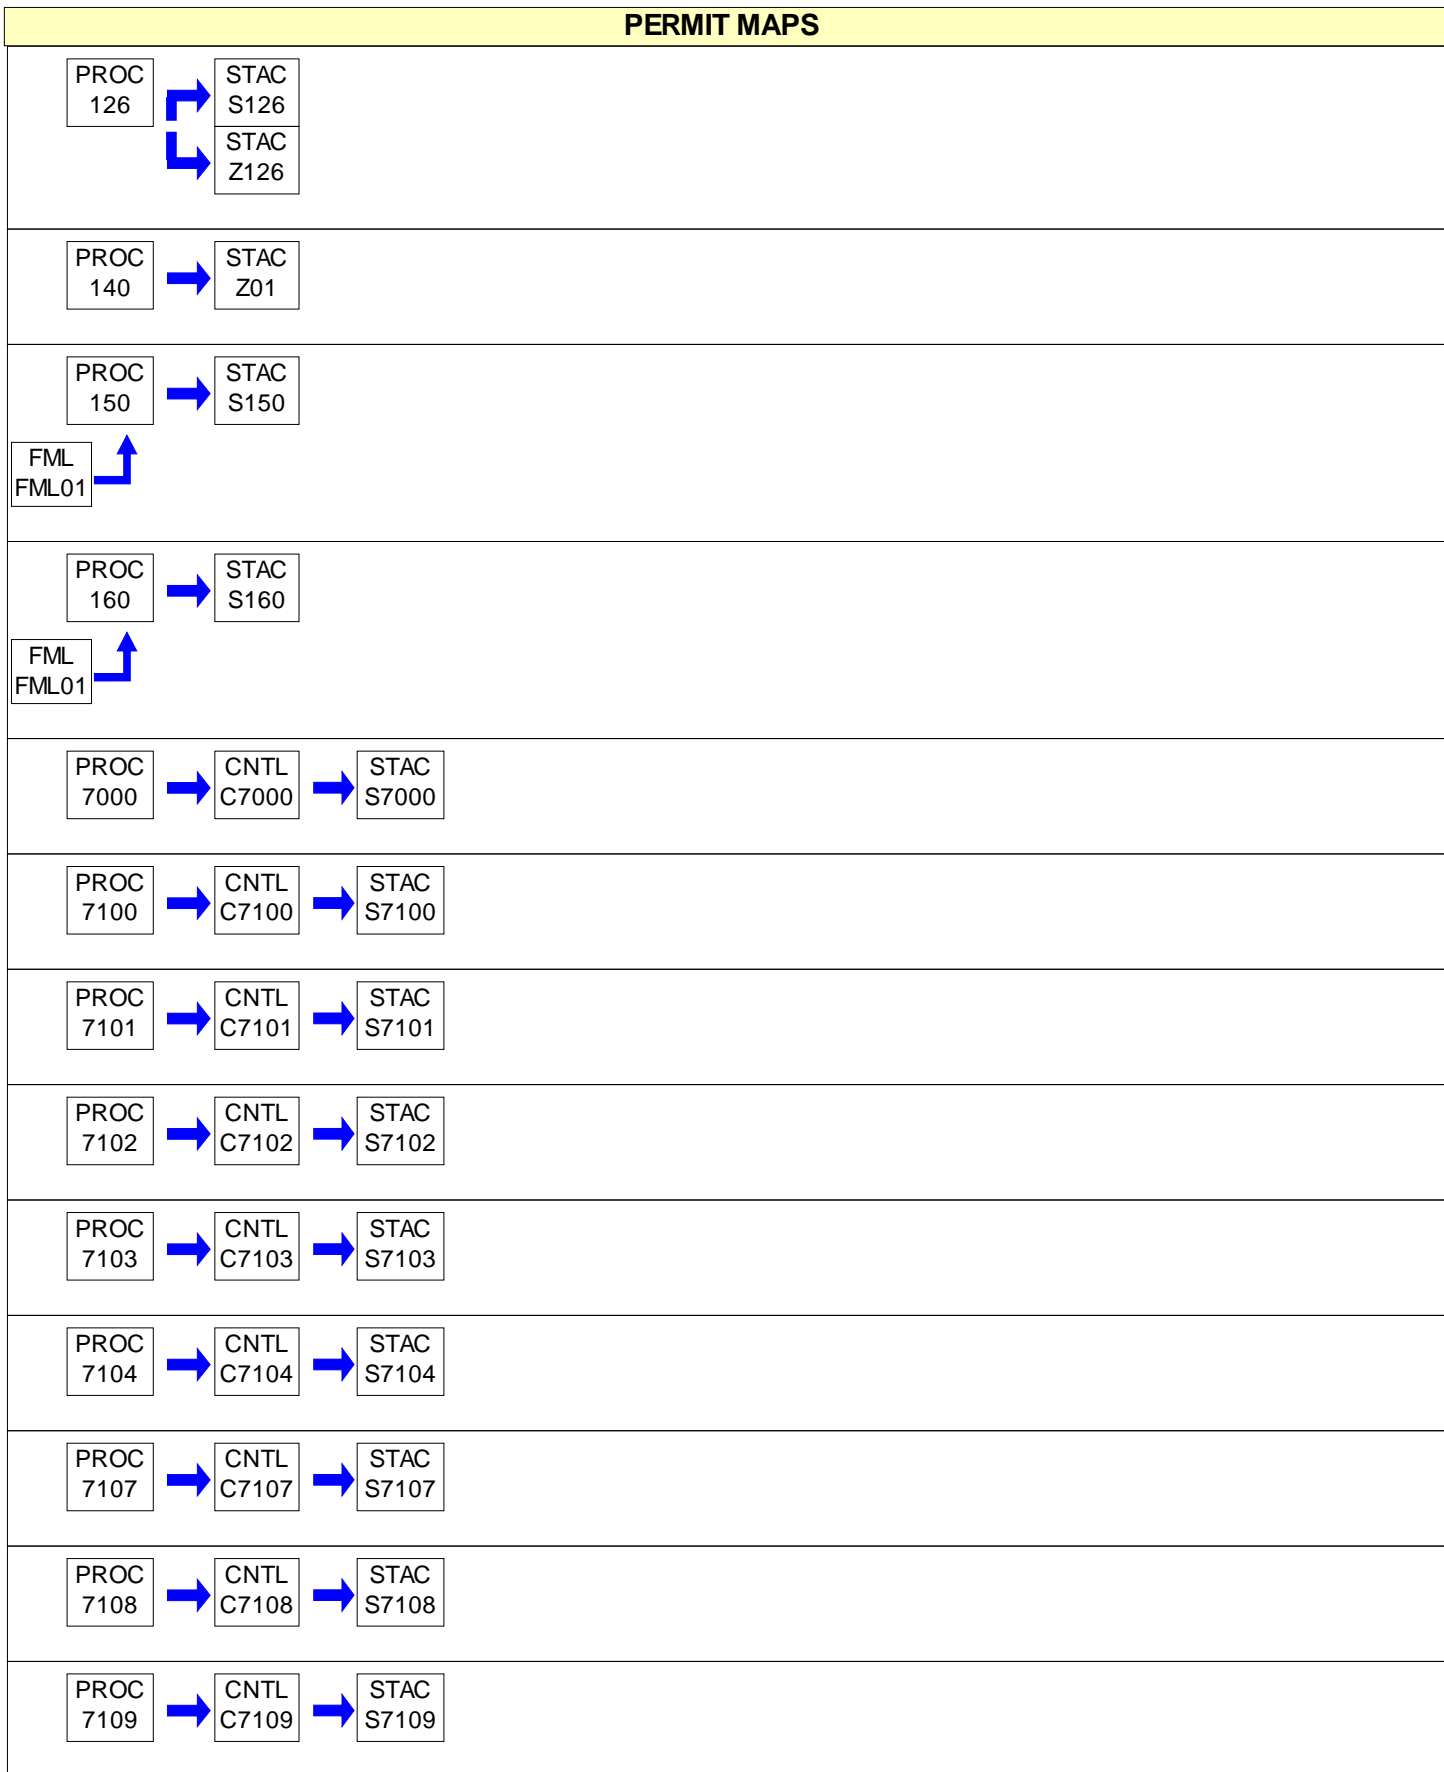 PERMIT MAPS
PROC
126
STAC
S126
STAC
Z126
PROC
140
STAC
Z01
PROC
150
STAC
S150
FML
FML01
PROC
160
STAC
S160
FML
FML01
PROC
7000
CNTL
C7000
STAC
S7000
PROC
7100
CNTL
C7100
STAC
S7100
PROC
7101
CNTL
C7101
STAC
S7101
PROC
7102
CNTL
C7102
STAC
S7102
PROC
7103
CNTL
C7103
STAC
S7103
PROC
7104
CNTL
C7104
STAC
S7104
PROC
7107
CNTL
C7107
STAC
S7107
PROC
7108
CNTL
C7108
STAC
S7108
PROC
7109
CNTL
C7109
STAC
S7109